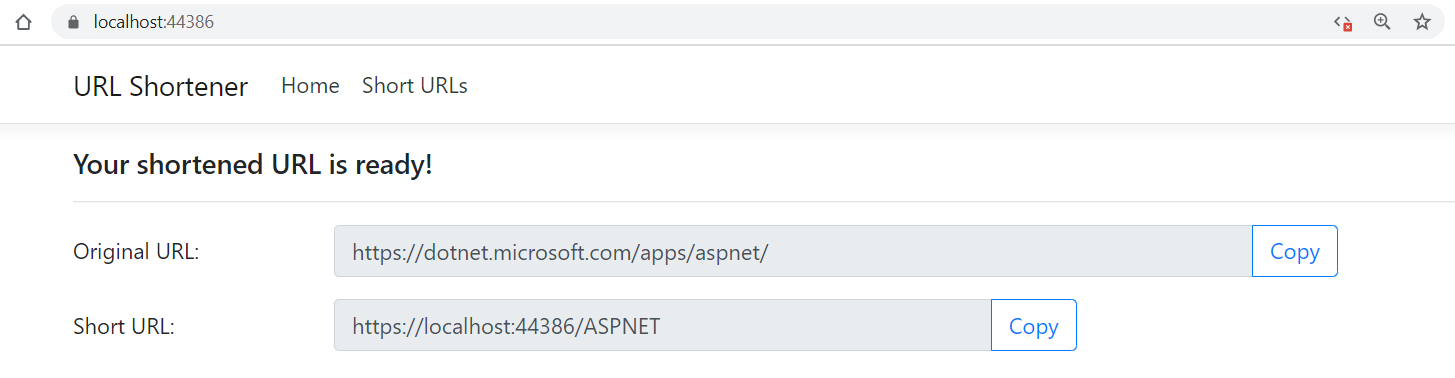 localhost:44386
URL Shortener Home Short URLs
Your shortened URL is ready!
Original URL: https://dotnet.microsoft.com/apps/aspnet/ Copy
Short URL: https://localhost:44386/ASPNET Copy